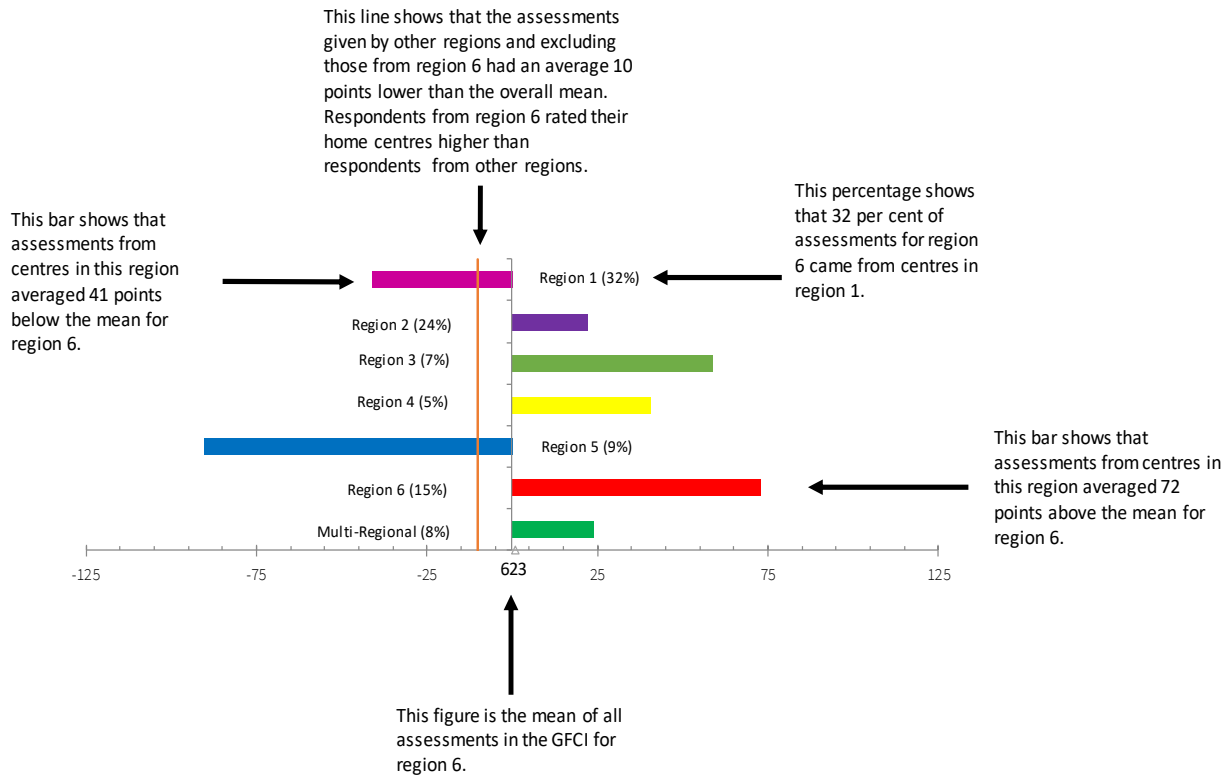 This line shows that the assessments
given by other regions and excluding
those from region 6 had an average 10
points lower than the overall mean.
Respondents from region 6 rated their
home centres higher than
respondents from other regions.
This bar shows that
assessments from
centres in this region
averaged 41 points
below the mean for
region 6.
This percentage shows
that 32 per cent of
assessments for region
6 came from centres in
region 1.
Region 1 (32%)
Region 2 (24%)
Region 3 (7%)
Region 4 (5%)
Region 5 (9%)
Region 6 (15%)
Multi-Regional (8%)
This bar shows that
assessments from centres in
this region averaged 72
points above the mean for
region 6.
-125 -75 -25 623 25 75 125
This figure is the mean of all
assessments in the GFCI for
region 6.